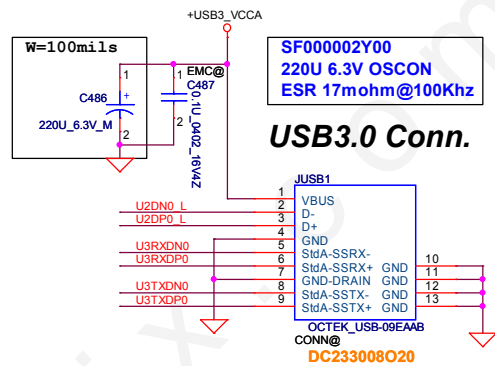 +USB3_VCCA
W=100mils
SF000002Y00
220U 6.3V OSCON
ESR 17mohm@100Khz
EMC@
1
1
C486
+
C487
0.1U_0402_16V4Z
220U_6.3V_M
2
2
USB3.0 Conn.
JUSB1
1
VBUS
U2DN0_L
2
D-
U2DP0_L
3
D+
4
GND
U3RXDN0
5
StdA-SSRX-
U3RXDP0
6
StdA-SSRX+
GND
10
7
GND-DRAIN
GND
11
U3TXDN0
8
StdA-SSTX-
GND
12
U3TXDP0
9
StdA-SSTX+
GND
13
OCTEK_USB-09EAAB
CONN@
DC233008O20